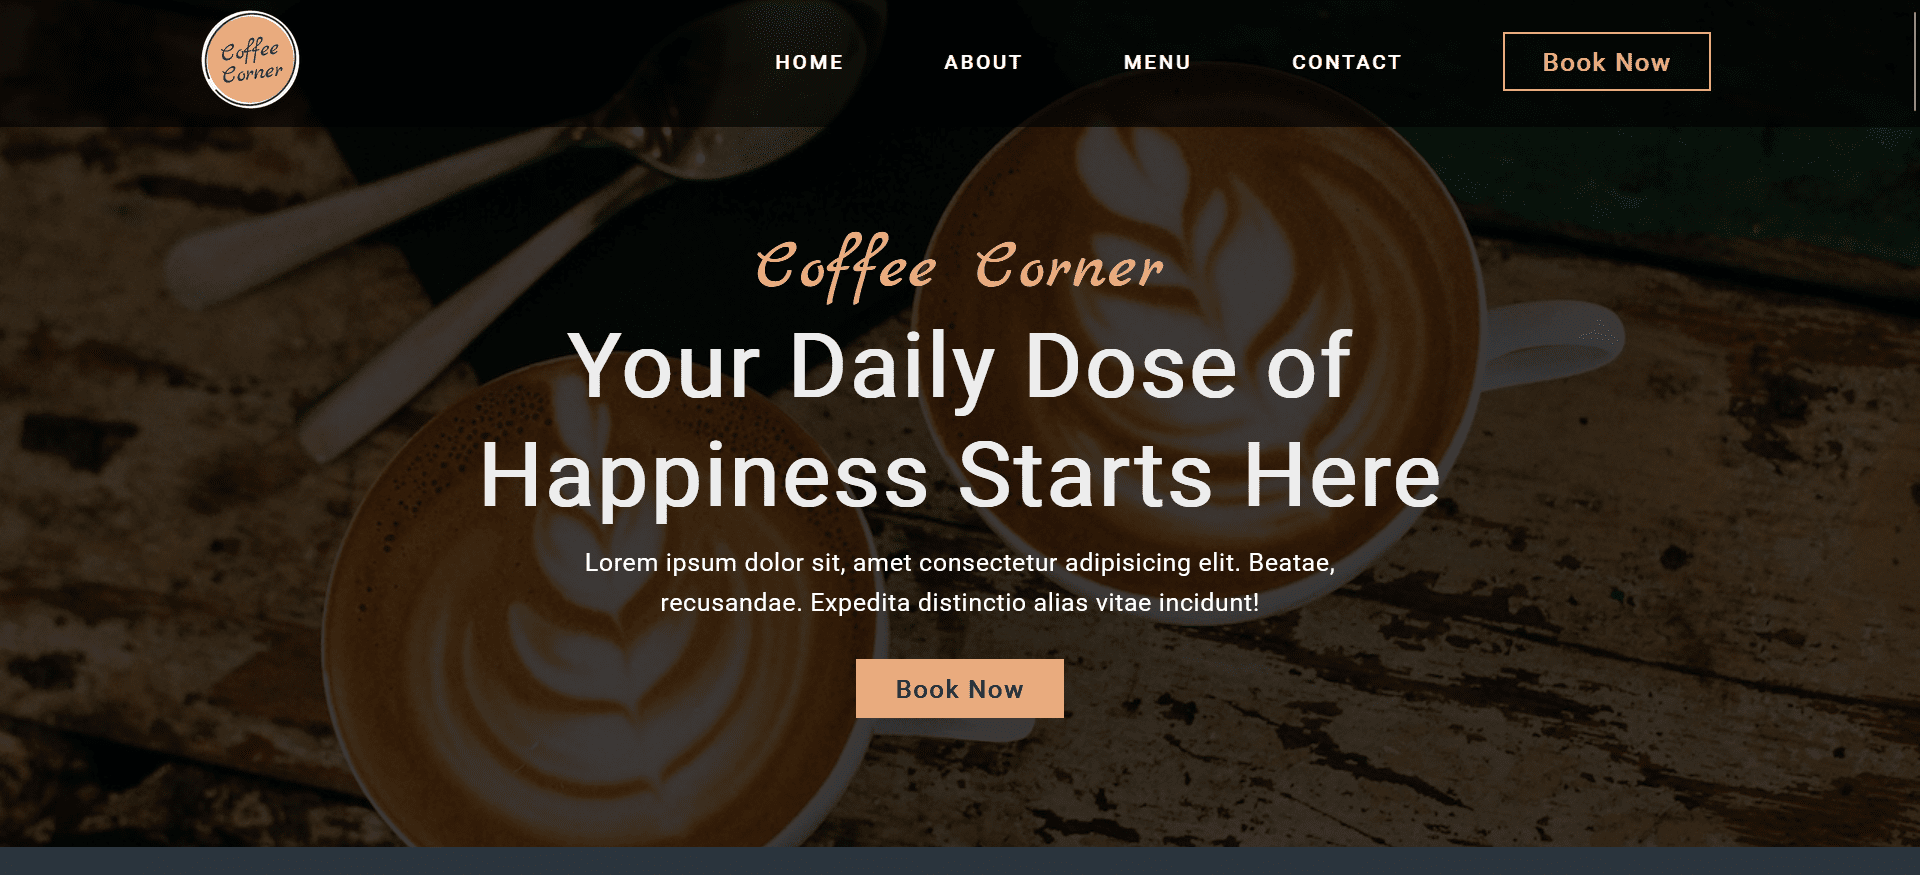 Coffee
Corner
HOME ABOUT MENU CONTACT Book Now
Coffee Corner
Your Daily Dose of
Happiness Starts Here
Lorem ipsum dolor sit, amet consectetur adipisicing elit. Beatae,
recusandae. Expedita distinctio alias vitae incidunt!
Book Now